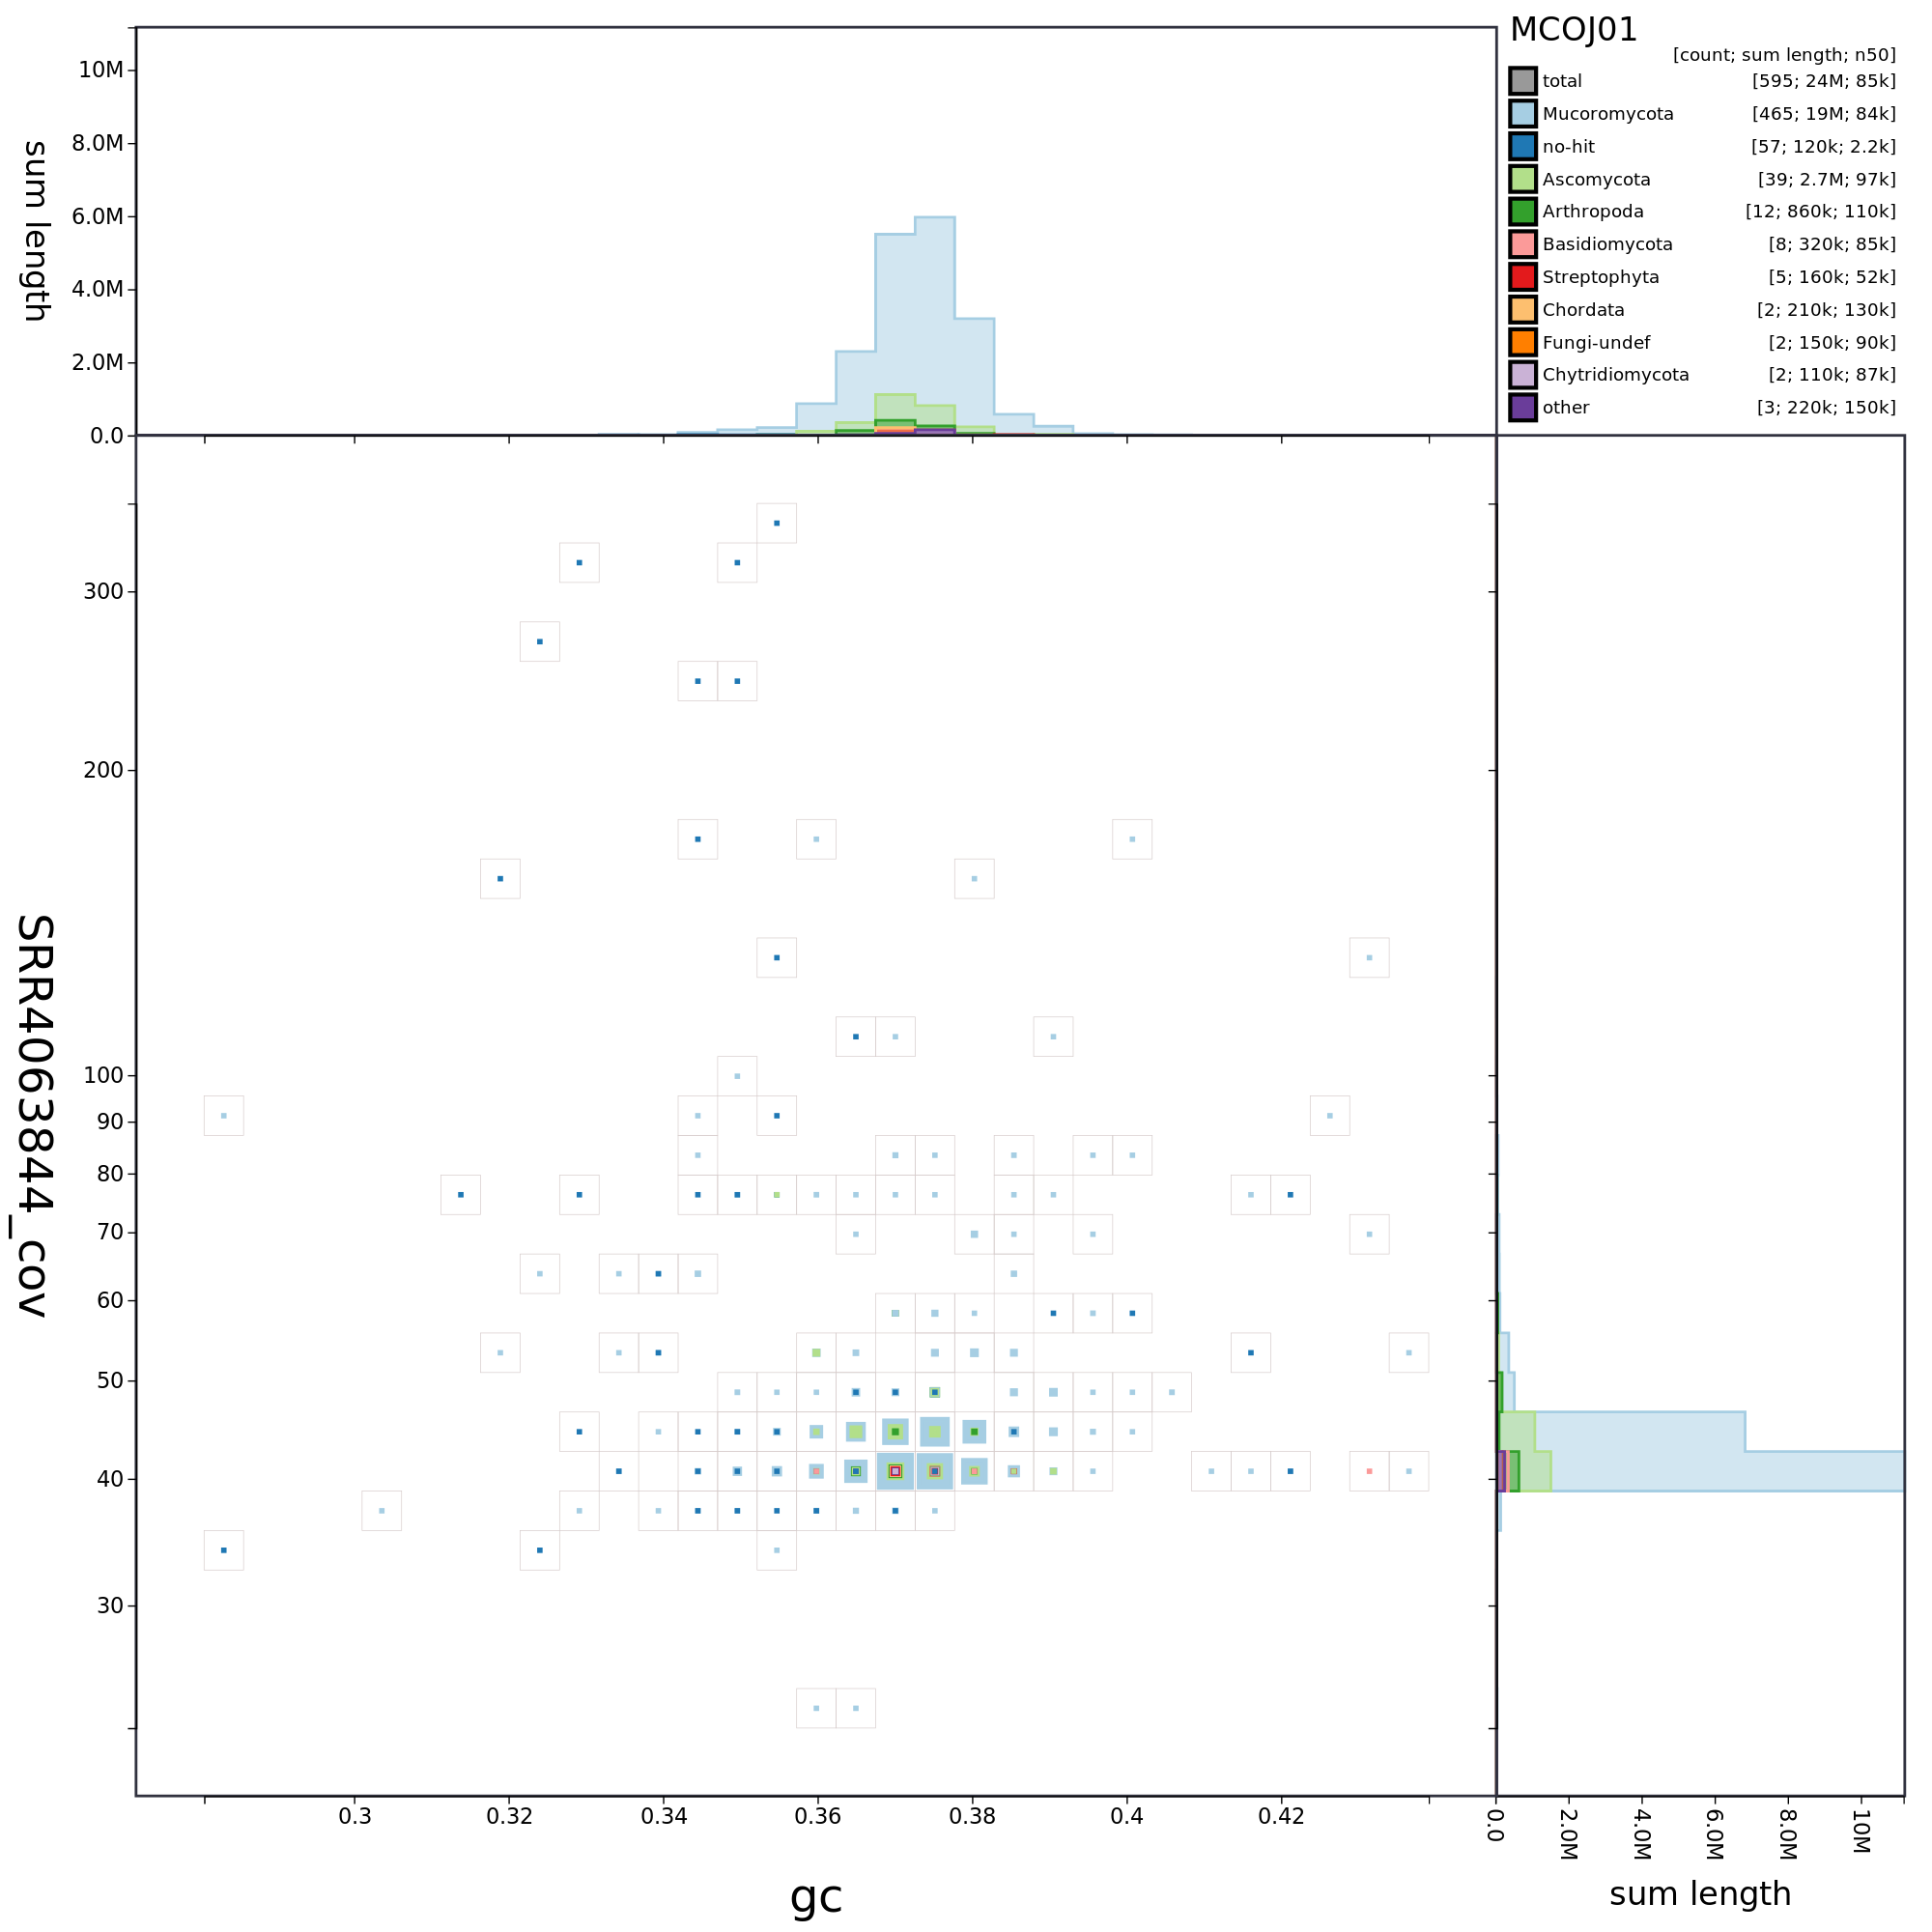 MCOJ01
[count; sum length; n50]
total [595; 24M; 85k]
Mucoromycota [465; 19M; 84k]
no-hit [57; 120k; 2.2k]
Ascomycota [39; 2.7M; 97k]
Arthropoda [12; 860k; 110k]
Basidiomycota [8; 320k; 85k]
Streptophyta [5; 160k; 52k]
Chordata [2; 210k; 130k]
Fungi-undef [2; 150k; 90k]
Chytridiomycota [2; 110k; 87k]
other [3; 220k; 150k]
sum length
10M
8.0M
6.0M
4.0M
2.0M
0.0
SRR4063844_cov
300
200
100
90
80
70
60
50
40
30
0.3 0.32 0.34 0.36 0.38 0.4 0.42
gc
0.0 2.0M 4.0M 6.0M 8.0M 10M
sum length